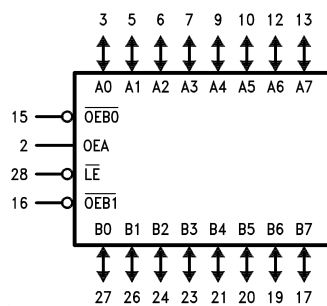 3 5 6 7 9 10 12 13
A0 A1 A2 A3 A4 A5 A6 A7
15 OEB0
2 OEA
28 LE
16 OEB1
B0 B1 B2 B3 B4 B5 B6 B7
27 26 24 23 21 20 19 17